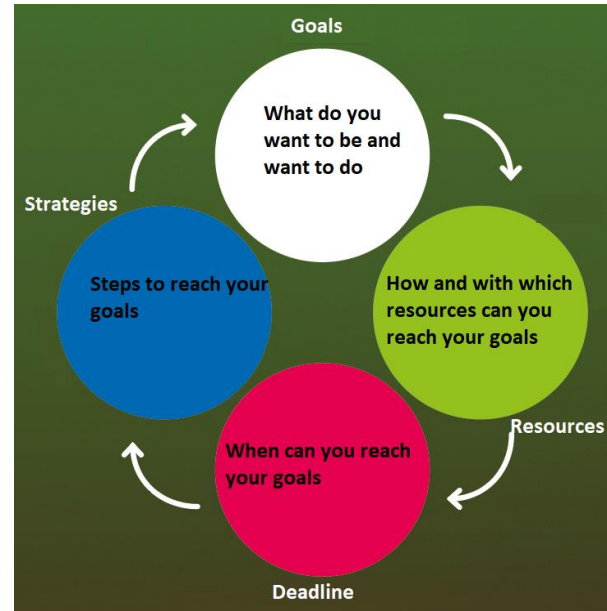 Goals
What do you
want to be and
want to do
Strategies
Steps to reach your
goals
How and with which
resources can you
reach your goals
Resources
When can you reach
your goals
Deadline